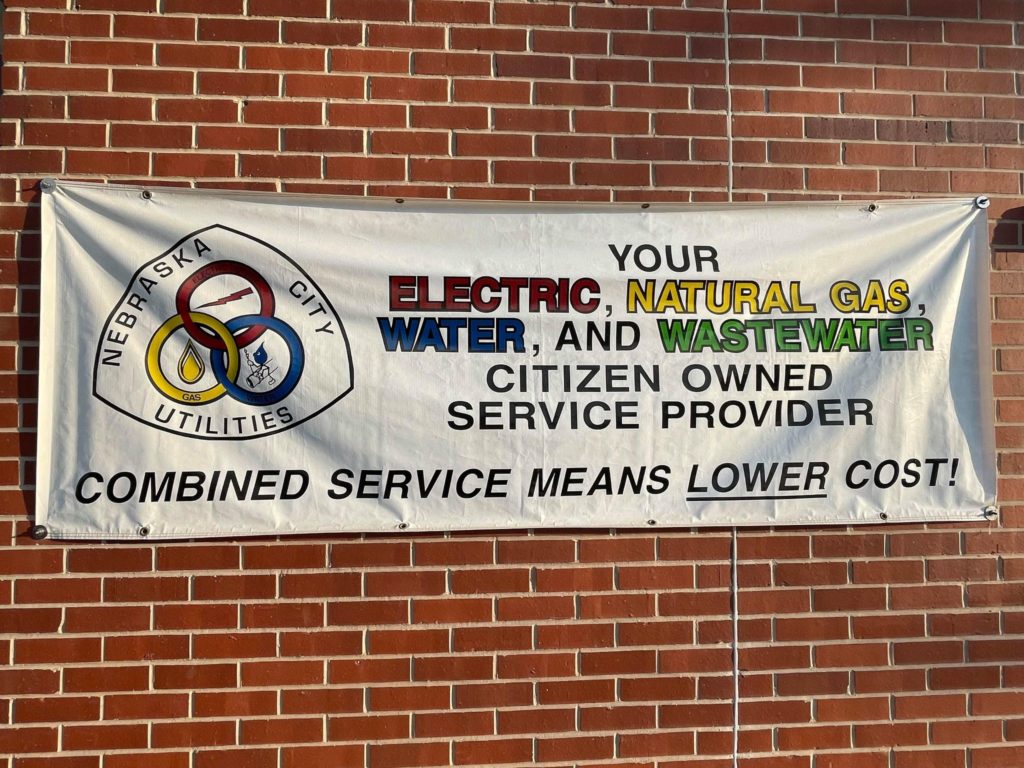 NEBRASKA CITY
GAS
UTILITIES
YOUR
ELECTRIC, NATURAL GAS,
WATER, AND WASTEWATER
CITIZEN OWNED
SERVICE PROVIDER
COMBINED SERVICE MEANS LOWER COST!